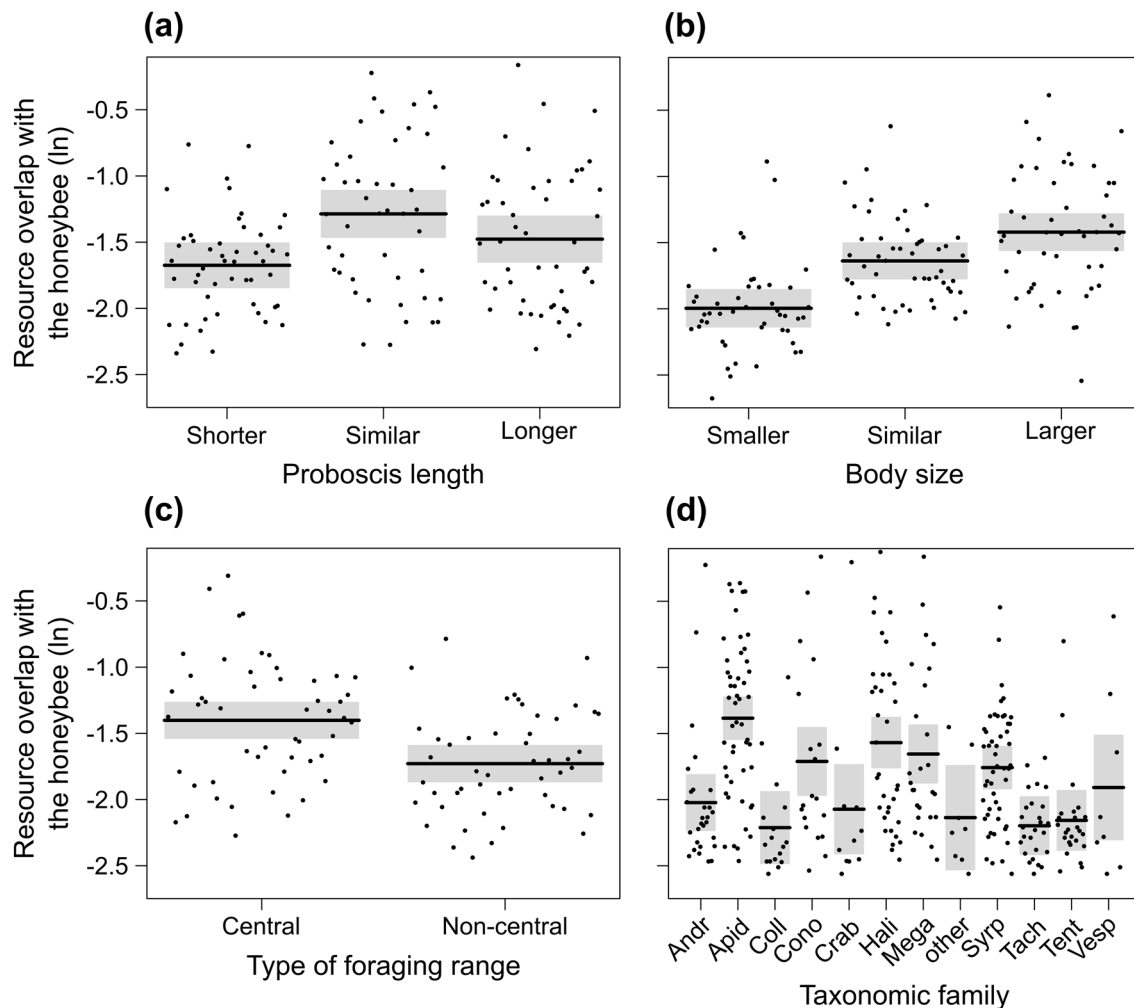 (a)
(b)
Resource overlap with
the honeybee (ln)
-0.5
-1.0
-1.5
-2.0
-2.5
Shorter Similar Longer
Proboscis length
Smaller Similar Larger
Body size
(c)
(d)
Resource overlap with
the honeybee (ln)
-0.5
-1.0
-1.5
-2.0
-2.5
Central Non-central
Type of foraging range
Andr Apid Coll Cono Crab Hali Mega other Syrp Tach Tent Vesp
Taxonomic family